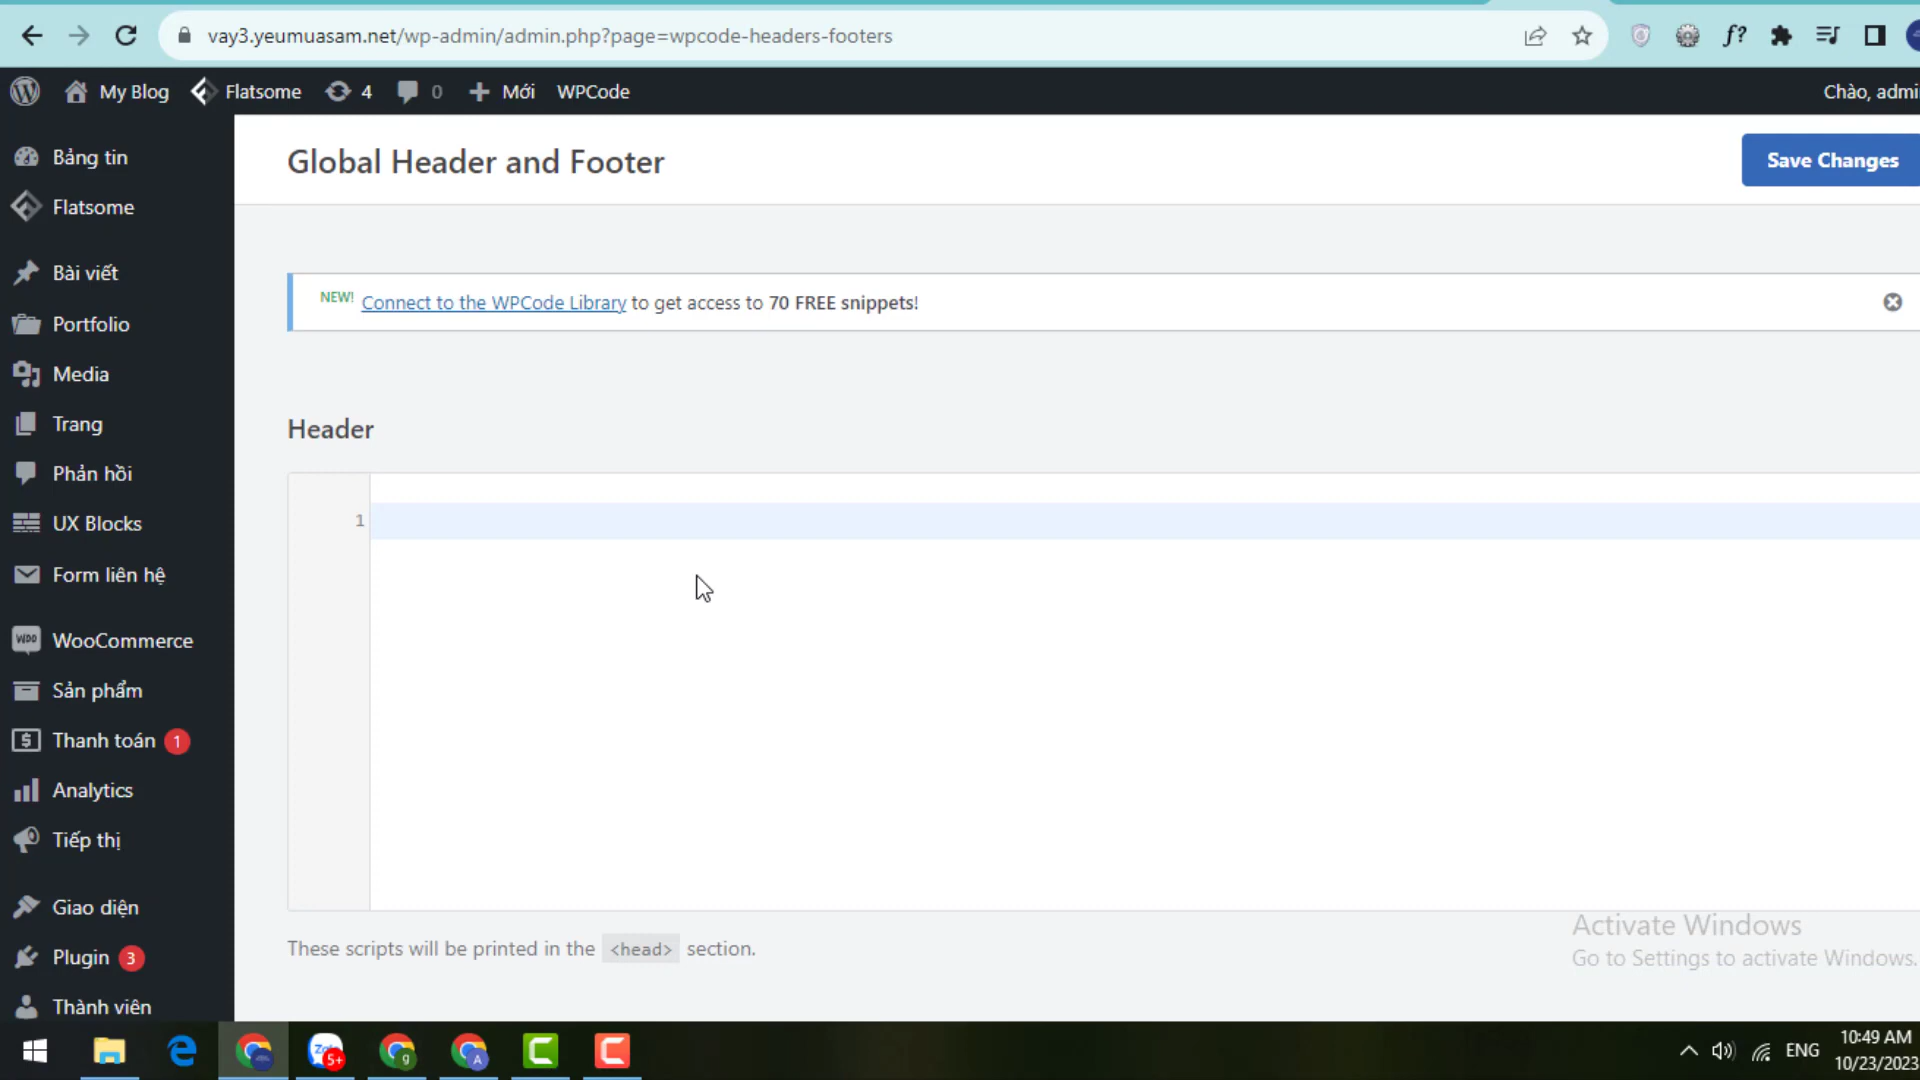 vay3.yeumuasam.net/wp-admin/admin.php?page=wpcode-headers-footers
f?
My Blog
Flatsome
4
0
Mới
WPCode
Chào, admi
Bảng tin
Flatsome
Bài viết
Portfolio
Media
Trang
Phản hồi
UX Blocks
Form liên hệ
WooCommerce
Sản phẩm
Thanh toán 1
Analytics
Tiếp thị
Giao diện
Plugin 3
Thành viên
Global Header and Footer
Save Changes
NEW! Connect to the WPCode Library to get access to 70 FREE snippets!
Header
1
These scripts will be printed in the <head> section.
Activate Windows
Go to Settings to activate Windows.
5+
g
A
ENG
10:49 AM
10/23/2023